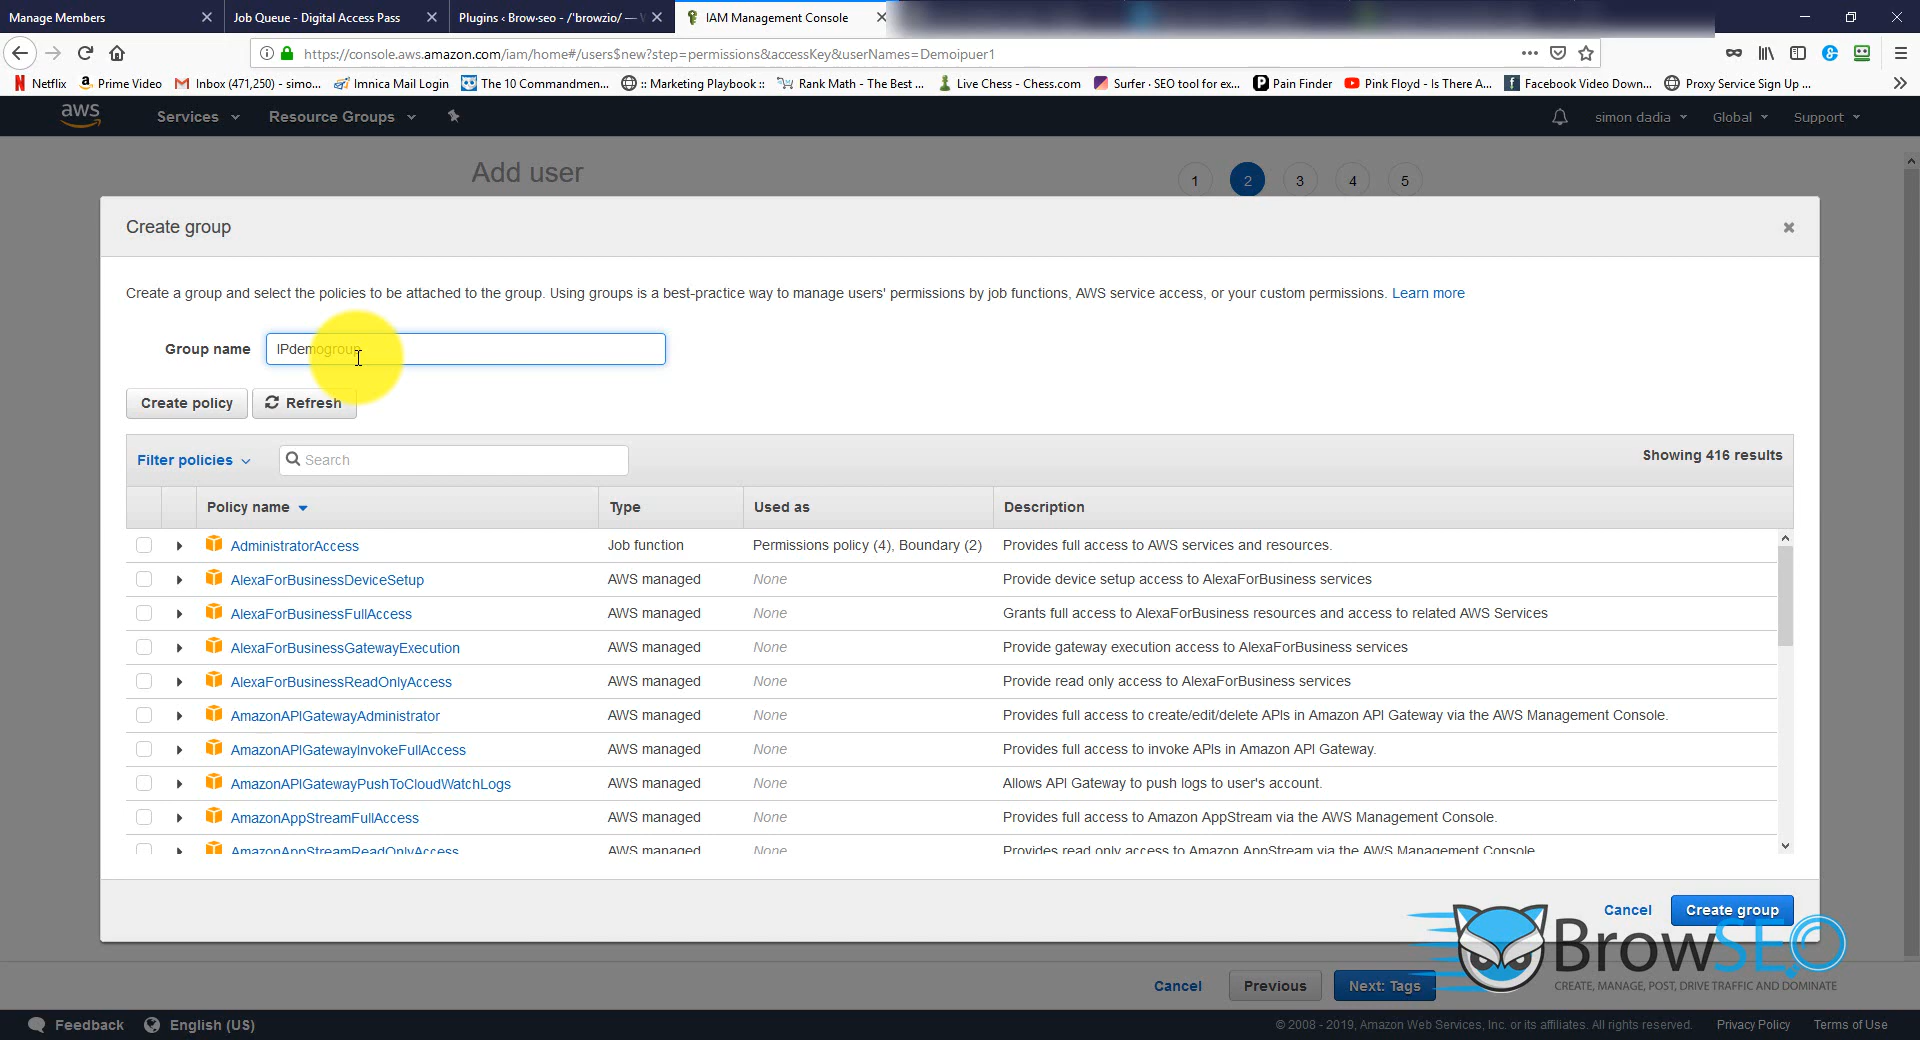 Manage Members
Job Queue - Digital Access Pass
Plugins ‹ Brow-seo - /'browzio/ —
IAM Management Console
https://console.aws.amazon.com/iam/home#/users$new?step=permissions&accessKey&userNames=Demoipuer1
Netflix
Prime Video
Inbox (471,250) - simo...
Imnica Mail Login
The 10 Commandmen...
:: Marketing Playbook ::
Rank Math - The Best ...
Live Chess - Chess.com
Surfer · SEO tool for ex...
Pain Finder
Pink Floyd - Is There A...
Facebook Video Down...
Proxy Service Sign Up ...
aws
Services
Resource Groups
simon dadia
Global
Support
Add user
1
2
3
4
5
Create group
Create a group and select the policies to be attached to the group. Using groups is a best-practice way to manage users' permissions by job functions, AWS service access, or your custom permissions. Learn more
Group name
IPdemogroup
Create policy
Refresh
Filter policies
Search
Showing 416 results
Policy name
Type
Used as
Description
AdministratorAccess
Job function
Permissions policy (4), Boundary (2)
Provides full access to AWS services and resources.
AlexaForBusinessDeviceSetup
AWS managed
None
Provide device setup access to AlexaForBusiness services
AlexaForBusinessFullAccess
AWS managed
None
Grants full access to AlexaForBusiness resources and access to related AWS Services
AlexaForBusinessGatewayExecution
AWS managed
None
Provide gateway execution access to AlexaForBusiness services
AlexaForBusinessReadOnlyAccess
AWS managed
None
Provide read only access to AlexaForBusiness services
AmazonAPIGatewayAdministrator
AWS managed
None
Provides full access to create/edit/delete APIs in Amazon API Gateway via the AWS Management Console.
AmazonAPIGatewayInvokeFullAccess
AWS managed
None
Provides full access to invoke APIs in Amazon API Gateway.
AmazonAPIGatewayPushToCloudWatchLogs
AWS managed
None
Allows API Gateway to push logs to user's account.
AmazonAppStreamFullAccess
AWS managed
None
Provides full access to Amazon AppStream via the AWS Management Console.
AmazonAppStreamReadOnlyAccess
AWS managed
None
Provides read only access to Amazon AppStream via the AWS Management Console
Cancel
Create group
BrowSEO
CREATE, MANAGE, POST, DRIVE TRAFFIC AND DOMINATE
Cancel
Previous
Next: Tags
Feedback
English (US)
© 2008 - 2019, Amazon Web Services, Inc. or its affiliates. All rights reserved.
Privacy Policy
Terms of Use